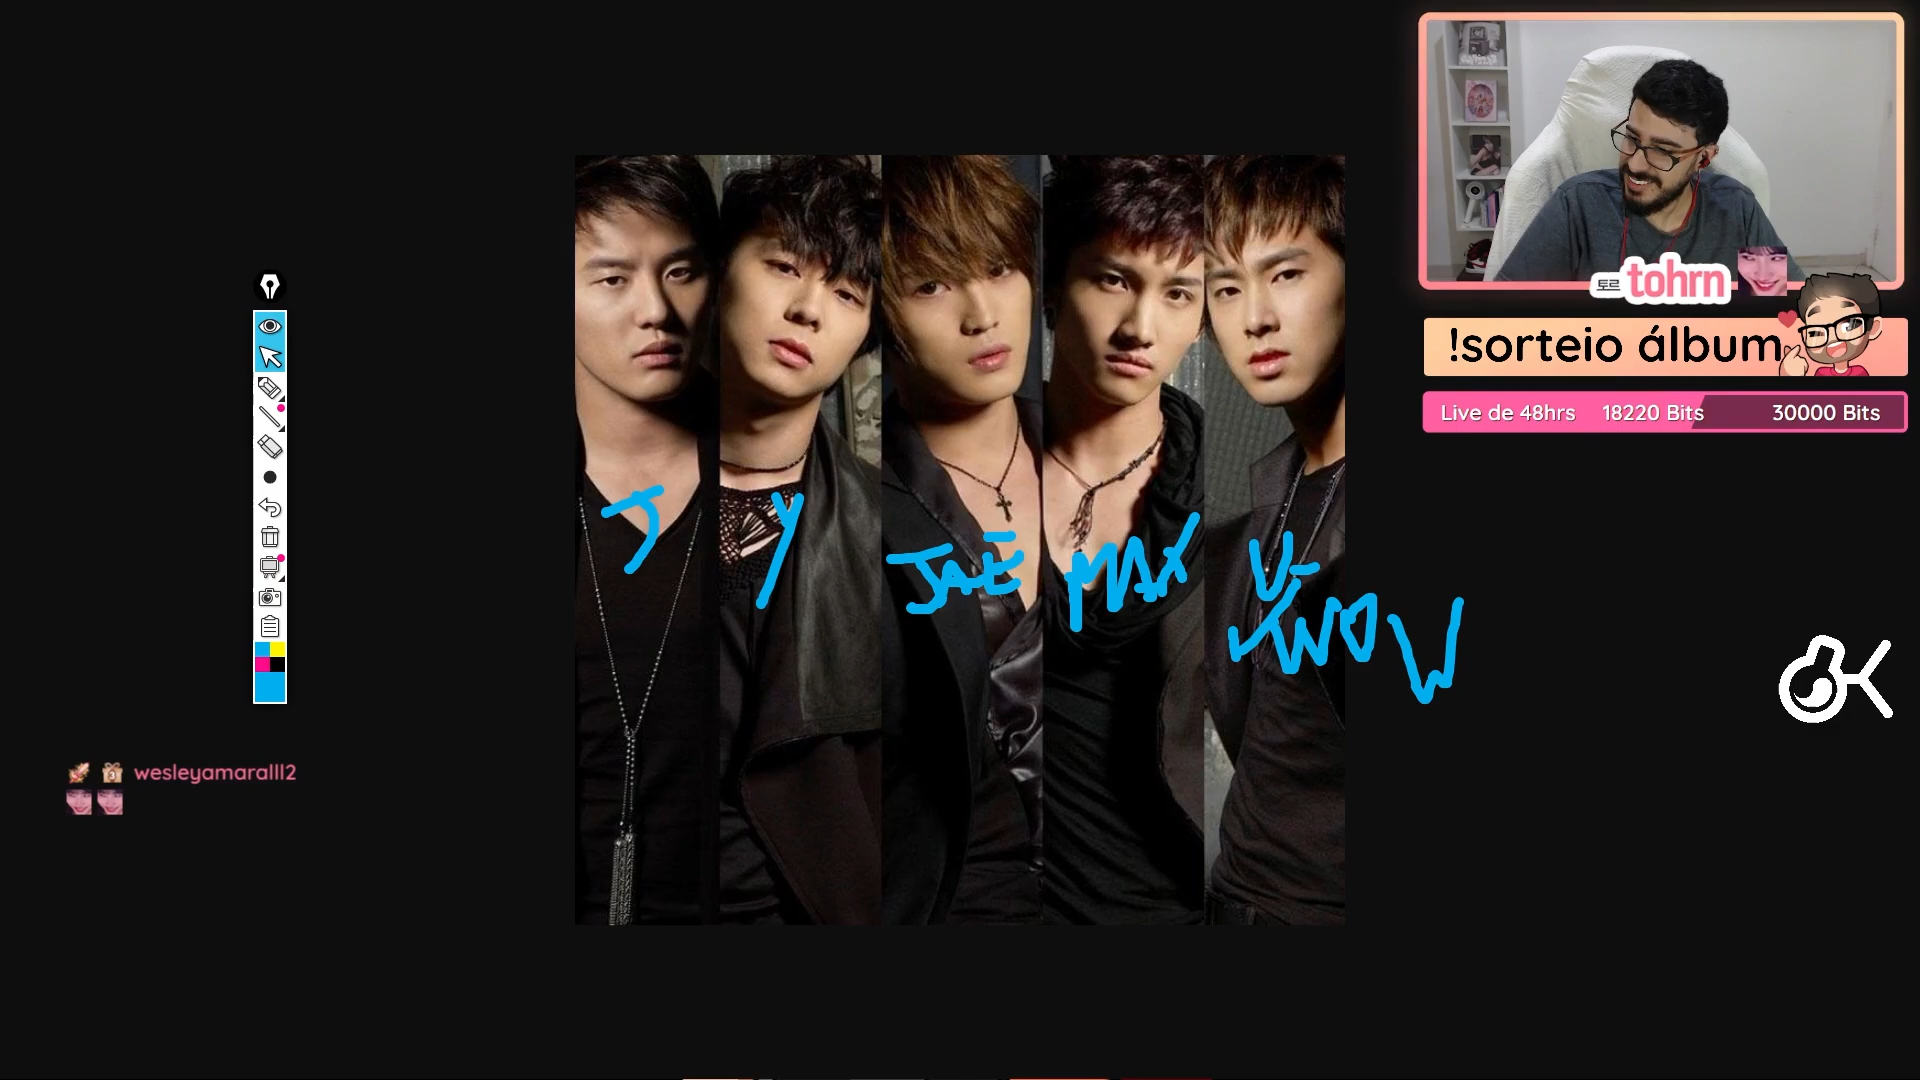 토르 tohrn
!sorteio álbum
Live de 48hrs 18220 Bits 30000 Bits
J Y JAE MAX U-
KNOW
wesleyamaralll2